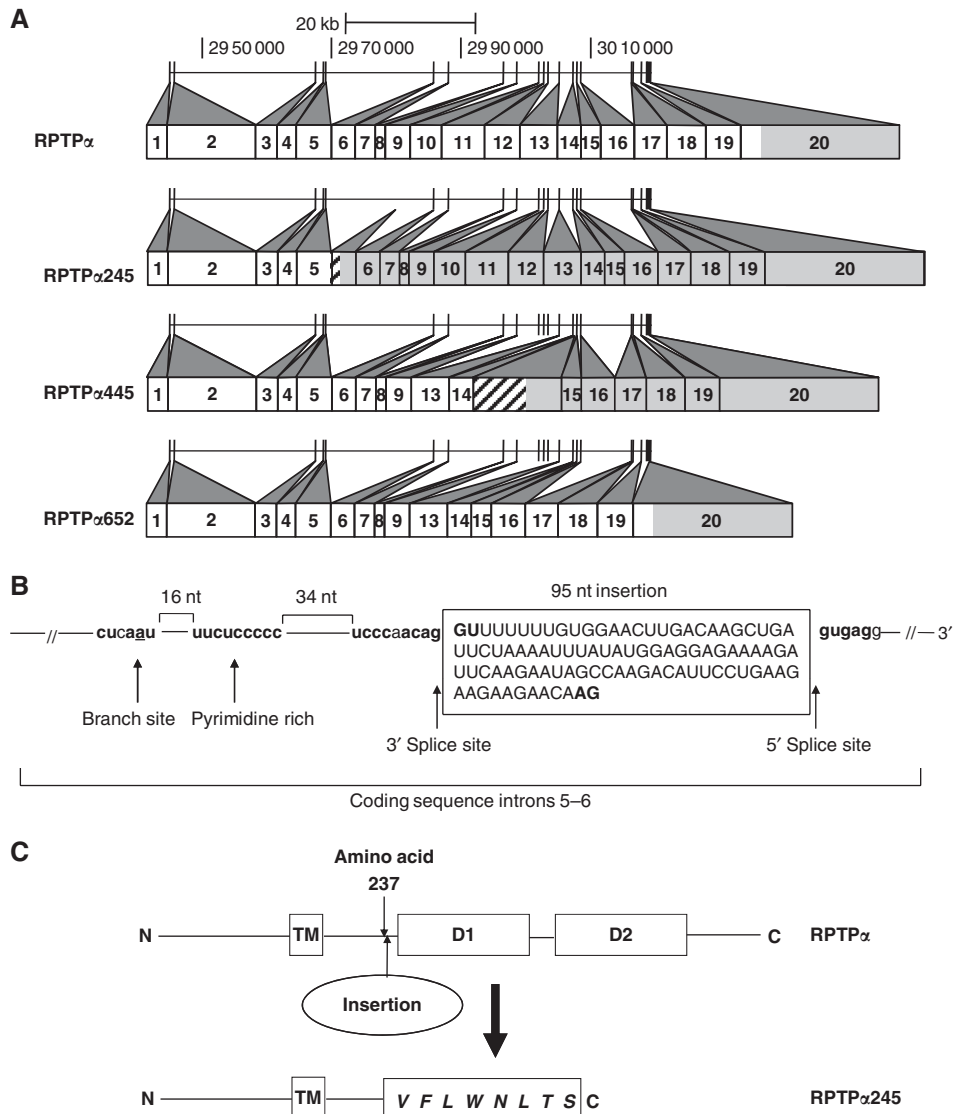 A
20 kb
29 50 000 29 70 000 29 90 000 30 10 000
RPTPα 1 2 3 4 5 6 7 8 9 10 11 12 13 14 15 16 17 18 19 20
RPTPα245 1 2 3 4 5 6 7 8 9 10 11 12 13 14 15 16 17 18 19 20
RPTPα445 1 2 3 4 5 6 7 8 9 13 14 15 16 17 18 19 20
RPTPα652 1 2 3 4 5 6 7 8 9 13 14 15 16 17 18 19 20
B
16 nt 34 nt 95 nt insertion
// cucaau uucuccccc ucccaacag GUUUUUUUGUGGAACUUGACAAGCUGA gugagg // 3′
UUCUAAAAUUUAUAUGGAGGAGAAAAGA
UUCAAGAAUAGCCAAGACAUUCCUGAAG
AAGAAGAACAAG
Branch site Pyrimidine rich
3′ Splice site 5′ Splice site
Coding sequence introns 5–6
C
Amino acid
237
N TM D1 D2 C RPTPα
Insertion
N TM V F L W N L T S C RPTPα245